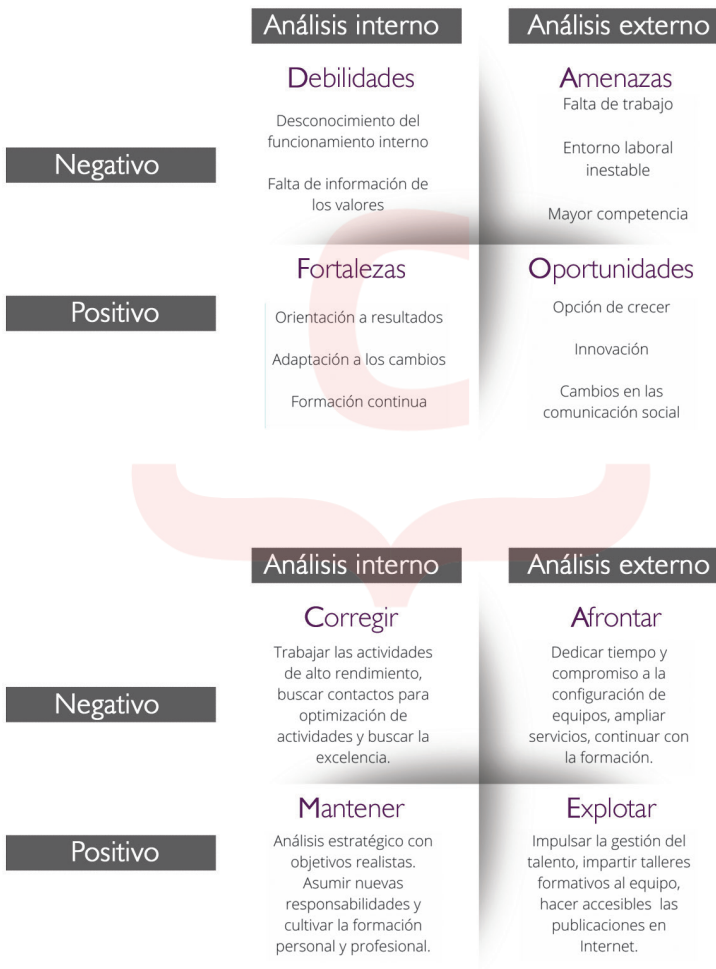 Análisis interno
Análisis externo
Negativo
Debilidades
Desconocimiento del
funcionamiento interno
Falta de información de
los valores
Amenazas
Falta de trabajo
Entorno laboral
inestable
Mayor competencia
Positivo
Fortalezas
Orientación a resultados
Adaptación a los cambios
Formación continua
Oportunidades
Opción de crecer
Innovación
Cambios en las
comunicación social
Análisis interno
Análisis externo
Negativo
Corregir
Trabajar las actividades
de alto rendimiento,
buscar contactos para
optimización de
actividades y buscar la
excelencia.
Afrontar
Dedicar tiempo y
compromiso a la
configuración de
equipos, ampliar
servicios, continuar con
la formación.
Positivo
Mantener
Análisis estratégico con
objetivos realistas.
Asumir nuevas
responsabilidades y
cultivar la formación
personal y profesional.
Explotar
Impulsar la gestión del
talento, impartir talleres
formativos al equipo,
hacer accesibles las
publicaciones en
Internet.